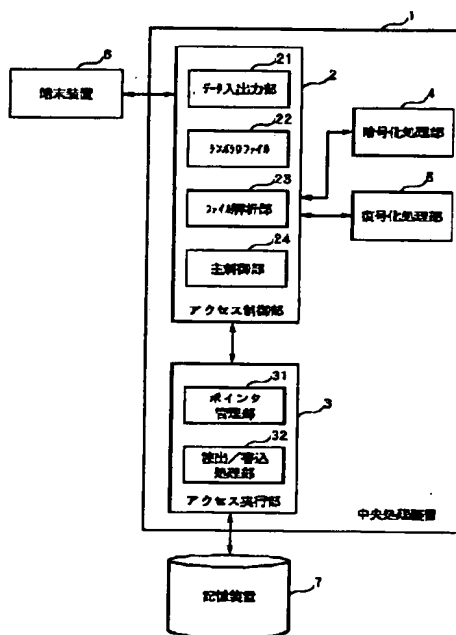 1
6
端末装置
21
データ入出力部
2
22
テンポラリファイル
23
ファイル解析部
24
主制御部
アクセス制御部
4
暗号化処理部
5
復号化処理部
31
ポインタ
管理部
3
32
読出/書込
処理部
アクセス実行部
中央処理装置
記憶装置
7